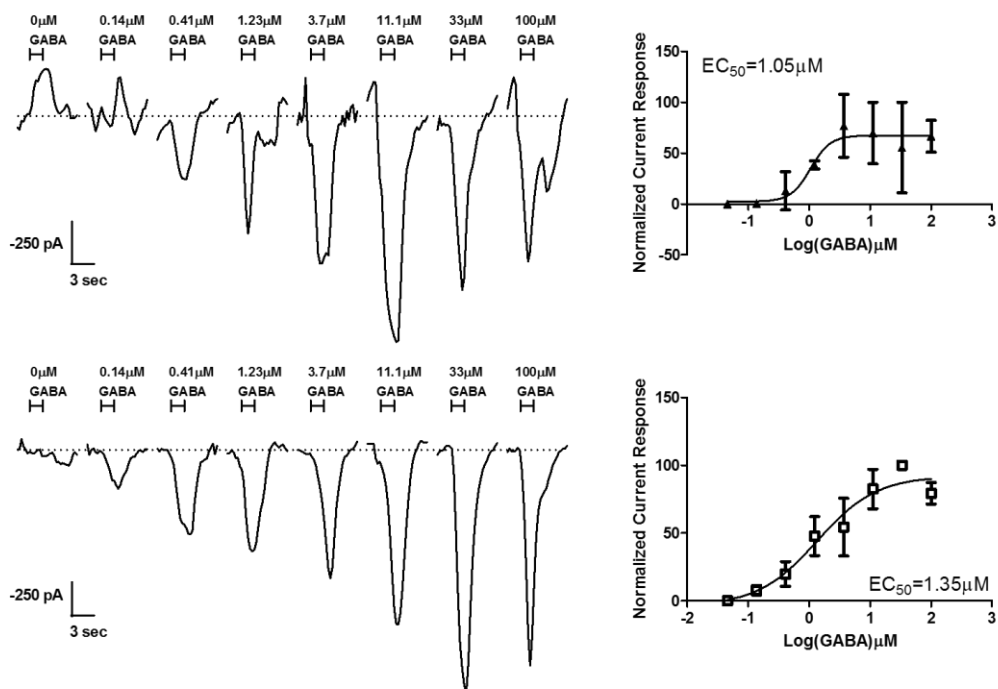 0μM 0.14μM 0.41μM 1.23μM 3.7μM 11.1μM 33μM 100μM
GABA GABA GABA GABA GABA GABA GABA GABA
-250 pA
3 sec
Normalized Current Response
150
100
50
0
-50
EC50=1.05μM
-1 0 1 2 3
Log(GABA)μM
0μM 0.14μM 0.41μM 1.23μM 3.7μM 11.1μM 33μM 100μM
GABA GABA GABA GABA GABA GABA GABA GABA
-250 pA
3 sec
Normalized Current Response
150
100
50
0
EC50=1.35μM
-2 -1 0 1 2 3
Log(GABA)μM